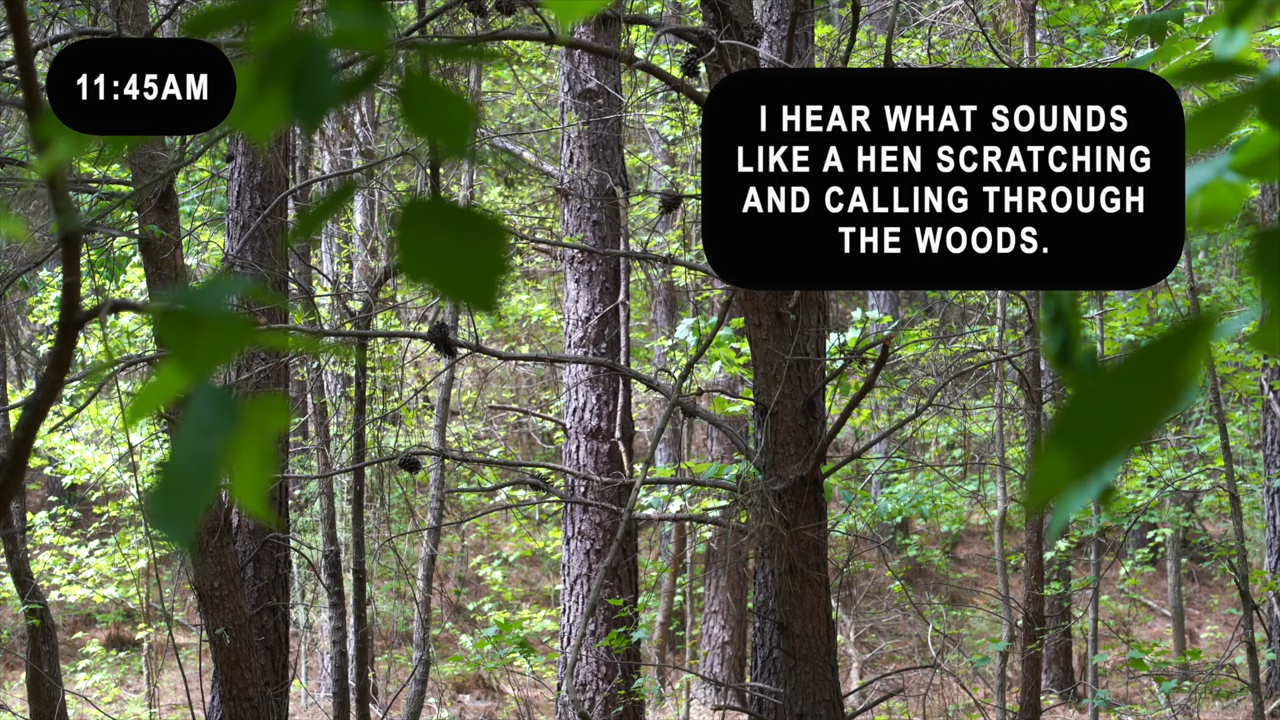 11:45AM
I HEAR WHAT SOUNDS
LIKE A HEN SCRATCHING
AND CALLING THROUGH
THE WOODS.